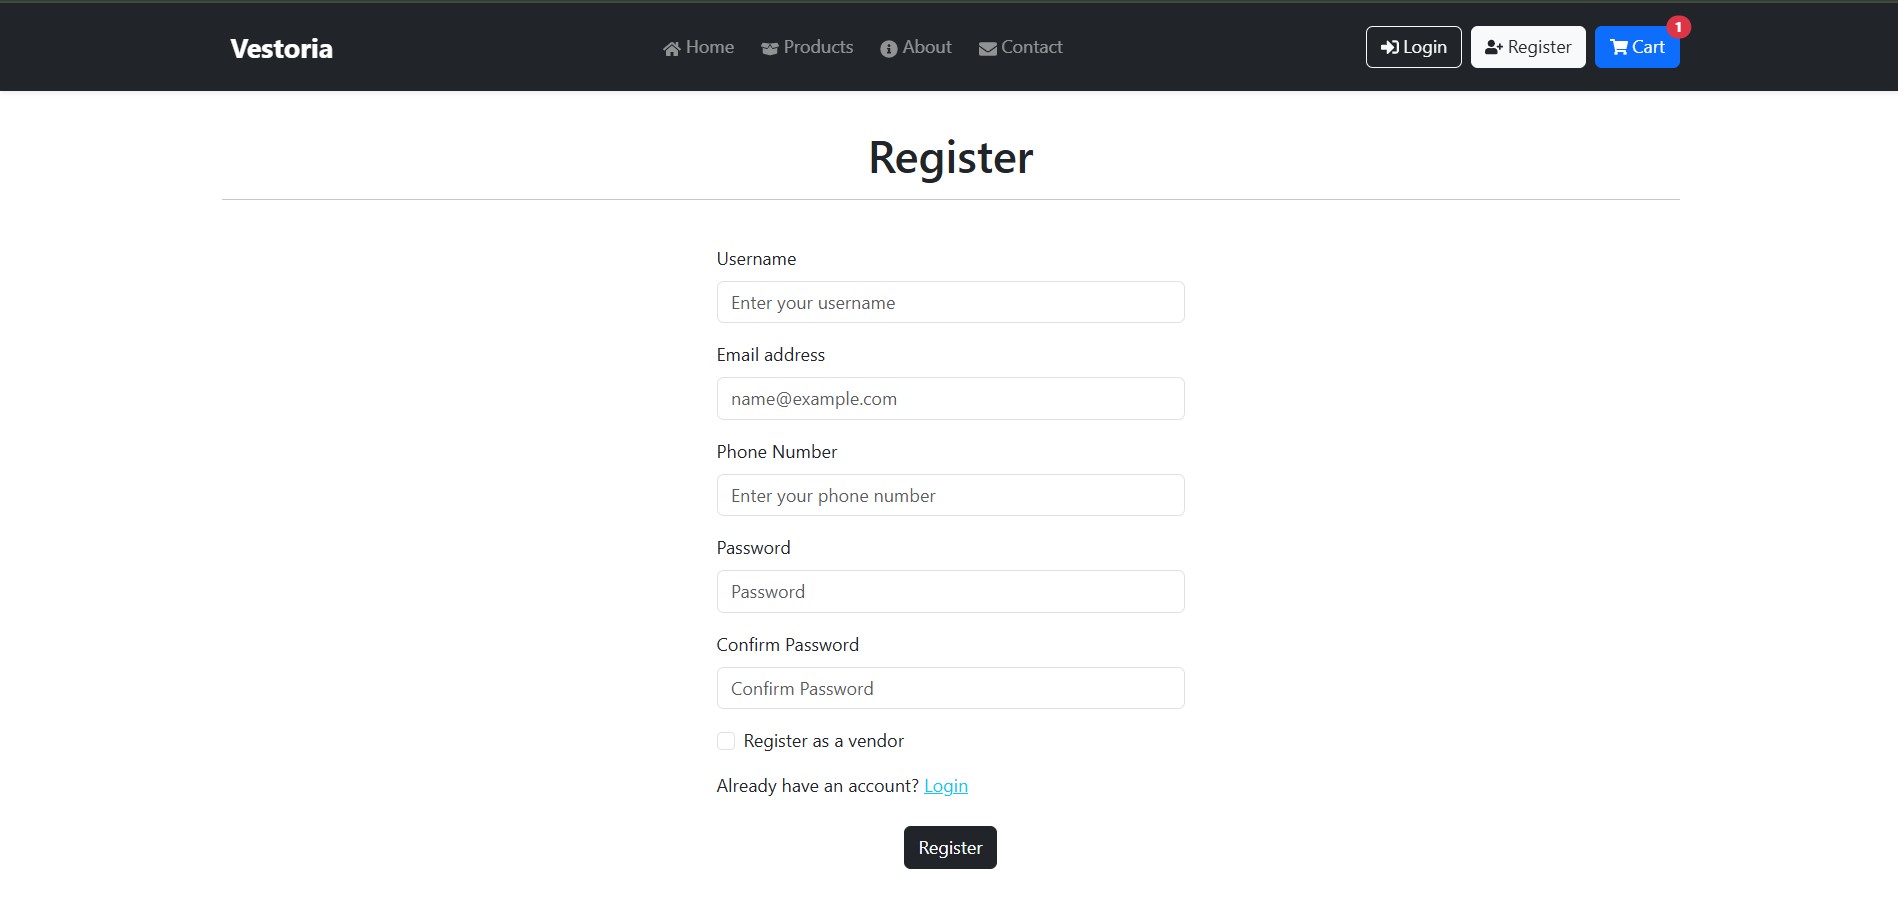 Vestoria Home Products About Contact Login Register Cart 1
Register
Username
Enter your username
Email address
name@example.com
Phone Number
Enter your phone number
Password
Password
Confirm Password
Confirm Password
Register as a vendor
Already have an account? Login
Register